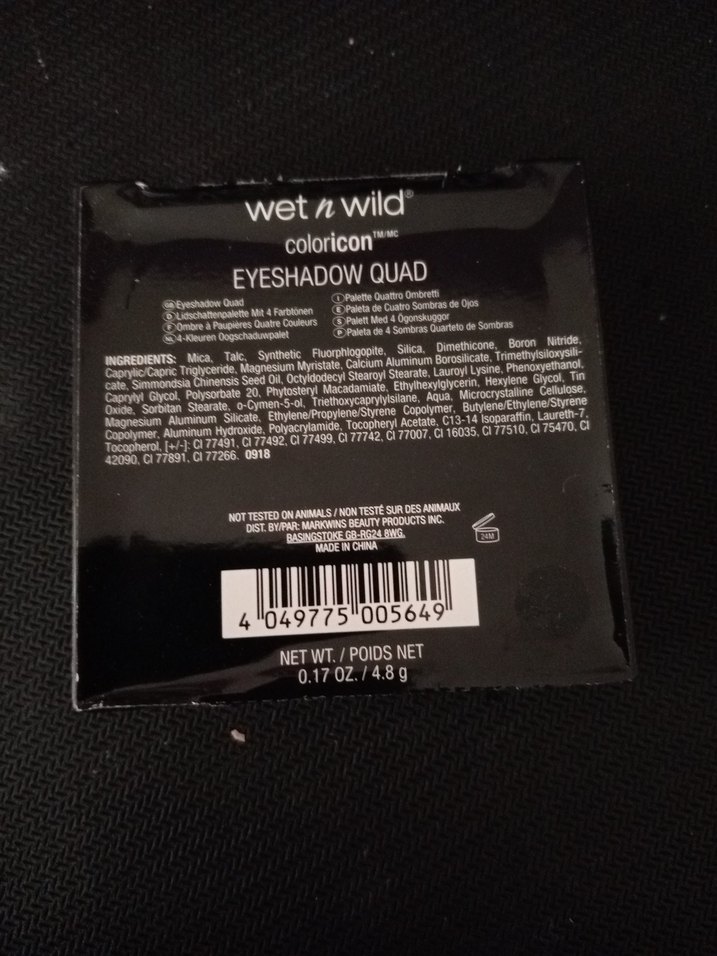 wet n wild®
coloricon™/MC
EYESHADOW QUAD
GB Eyeshadow Quad
D Lidschattenpalette Mit 4 Farbtönen
F Ombre à Paupières Quatre Couleurs
NL 4-Kleuren Oogschaduwpalet
I Palette Quattro Ombretti
E Paleta de Cuatro Sombras de Ojos
S Palett Med 4 Ögonskuggor
P Paleta de 4 Sombras Quarteto de Sombras
INGREDIENTS: Mica, Talc, Synthetic Fluorphlogopite, Silica, Dimethicone, Boron Nitride,
Caprylic/Capric Triglyceride, Magnesium Myristate, Calcium Aluminum Borosilicate, Trimethylsiloxysili-
cate, Simmondsia Chinensis Seed Oil, Octyldodecyl Stearoyl Stearate, Lauroyl Lysine, Phenoxyethanol,
Caprylyl Glycol, Polysorbate 20, Phytosteryl Macadamiate, Ethylhexylglycerin, Hexylene Glycol, Tin
Oxide, Sorbitan Stearate, o-Cymen-5-ol, Triethoxycaprylylsilane, Aqua, Microcrystalline Cellulose,
Magnesium Aluminum Silicate, Ethylene/Propylene/Styrene Copolymer, Butylene/Ethylene/Styrene
Copolymer, Aluminum Hydroxide, Polyacrylamide, Tocopheryl Acetate, C13-14 Isoparaffin, Laureth-7,
Tocopherol, [+/-]: CI 77491, CI 77492, CI 77499, CI 77742, CI 77007, CI 16035, CI 77510, CI 75470, CI
42090, CI 77891, CI 77266. 0918
NOT TESTED ON ANIMALS / NON TESTÉ SUR DES ANIMAUX
DIST. BY/PAR: MARKWINS BEAUTY PRODUCTS INC.
BASINGSTOKE GB-RG24 8WG.
MADE IN CHINA
24M
4 049775 005649
NET WT. / POIDS NET
0.17 OZ. / 4.8 g